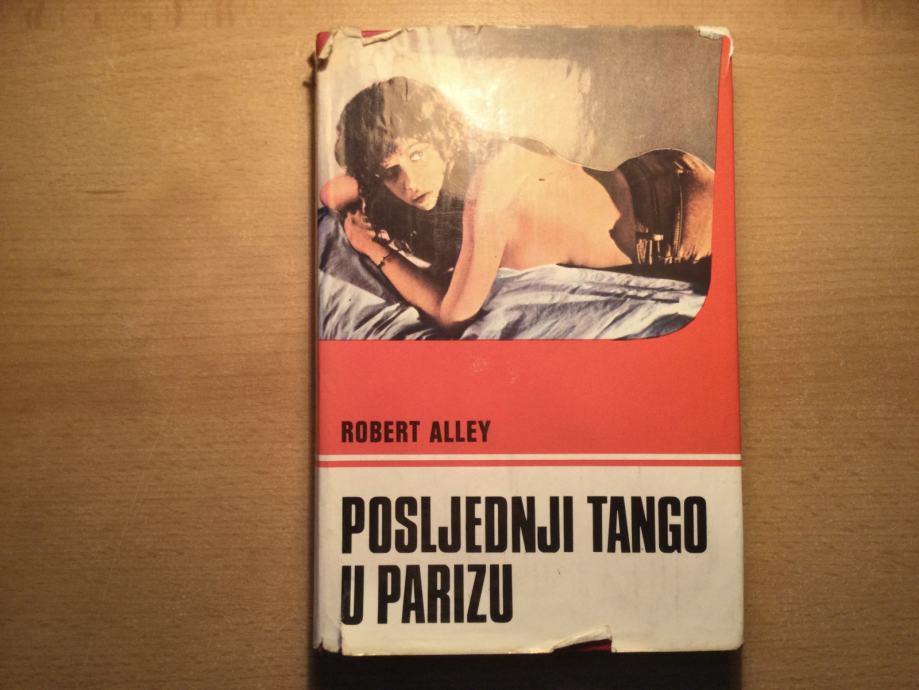 ROBERT ALLEY
POSLJEDNJI TANGO
U PARIZU